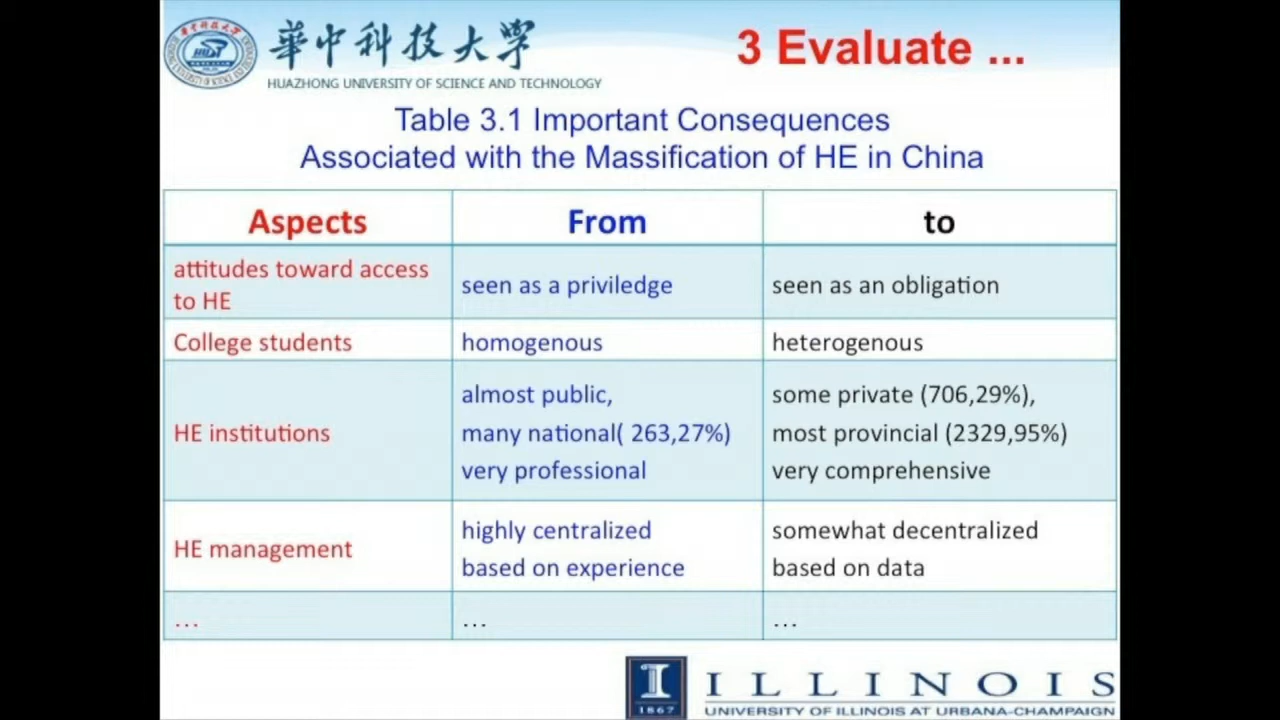 華中科技大学
HUAZHONG UNIVERSITY OF SCIENCE AND TECHNOLOGY
3 Evaluate ...
Table 3.1 Important Consequences
Associated with the Massification of HE in China
Aspects From to
attitudes toward access
to HE
seen as a priviledge
seen as an obligation
College students
homogenous
heterogenous
HE institutions
almost public,
many national( 263,27%)
very professional
some private (706,29%),
most provincial (2329,95%)
very comprehensive
HE management
highly centralized
based on experience
somewhat decentralized
based on data
... ... ...
I
1867
ILLINOIS
UNIVERSITY OF ILLINOIS AT URBANA-CHAMPAIGN